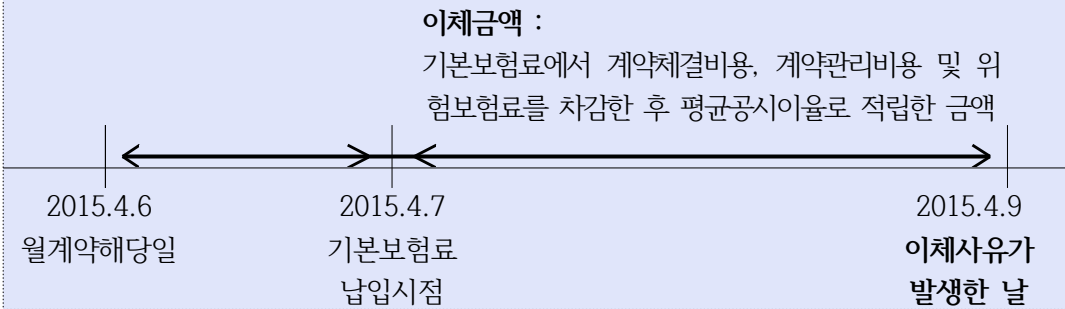 이체금액 :
기본보험료에서 계약체결비용, 계약관리비용 및 위
험보험료를 차감한 후 평균공시이율로 적립한 금액
2015.4.6 2015.4.7 2015.4.9
월계약해당일 기본보험료 이체사유가
납입시점 발생한 날